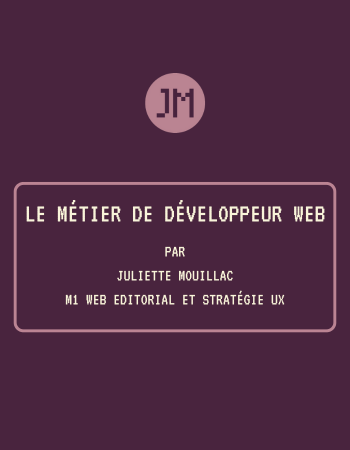 JM
LE MÉTIER DE DÉVELOPPEUR WEB
PAR
JULIETTE MOUILLAC
M1 WEB EDITORIAL ET STRATÉGIE UX